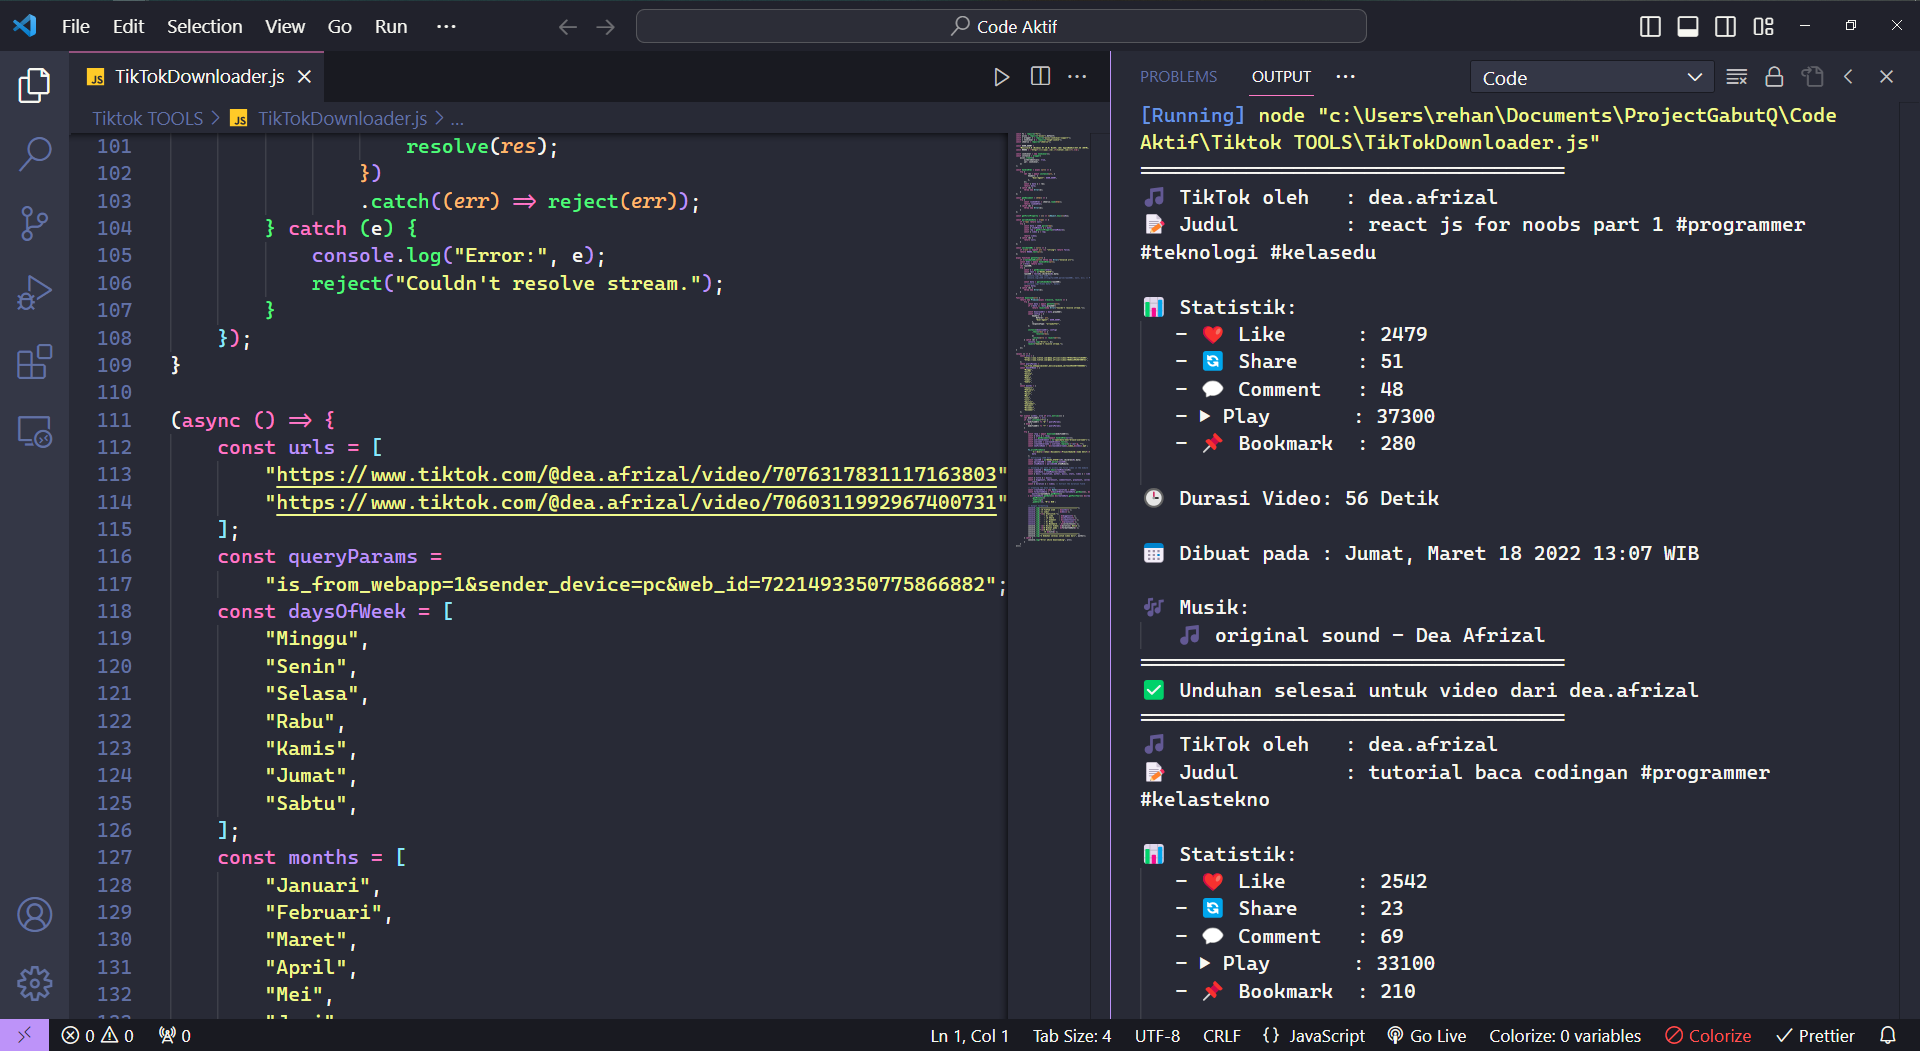 File Edit Selection View Go Run ···
Code Aktif
TikTokDownloader.js
Tiktok TOOLS > JS TikTokDownloader.js > ...
101 resolve(res);
102 })
103 .catch((err) => reject(err));
104 } catch (e) {
105 console.log("Error:", e);
106 reject("Couldn't resolve stream.");
107 }
108 });
109 }
110
111 (async () => {
112 const urls = [
113 "https://www.tiktok.com/@dea.afrizal/video/7076317831117163803"
114 "https://www.tiktok.com/@dea.afrizal/video/7060311992967400731"
115 ];
116 const queryParams =
117 "is_from_webapp=1&sender_device=pc&web_id=7221493350775866882";
118 const daysOfWeek = [
119 "Minggu",
120 "Senin",
121 "Selasa",
122 "Rabu",
123 "Kamis",
124 "Jumat",
125 "Sabtu",
126 ];
127 const months = [
128 "Januari",
129 "Februari",
130 "Maret",
131 "April",
132 "Mei",
PROBLEMS OUTPUT ··· Code
[Running] node "c:\Users\rehan\Documents\ProjectGabutQ\Code
Aktif\Tiktok TOOLS\TikTokDownloader.js"
🎵 TikTok oleh : dea.afrizal
📝 Judul : react js for noobs part 1 #programmer
#teknologi #kelasedu
📊 Statistik:
- ❤️ Like : 2479
- 🔄 Share : 51
- 💬 Comment : 48
- ▶ Play : 37300
- 📌 Bookmark : 280
🕒 Durasi Video: 56 Detik
📅 Dibuat pada : Jumat, Maret 18 2022 13:07 WIB
🎶 Musik:
🎵 original sound - Dea Afrizal
✅ Unduhan selesai untuk video dari dea.afrizal
🎵 TikTok oleh : dea.afrizal
📝 Judul : tutorial baca codingan #programmer
#kelastekno
📊 Statistik:
- ❤️ Like : 2542
- 🔄 Share : 23
- 💬 Comment : 69
- ▶ Play : 33100
- 📌 Bookmark : 210
0 0 0 Ln 1, Col 1 Tab Size: 4 UTF-8 CRLF {} JavaScript Go Live Colorize: 0 variables Colorize Prettier